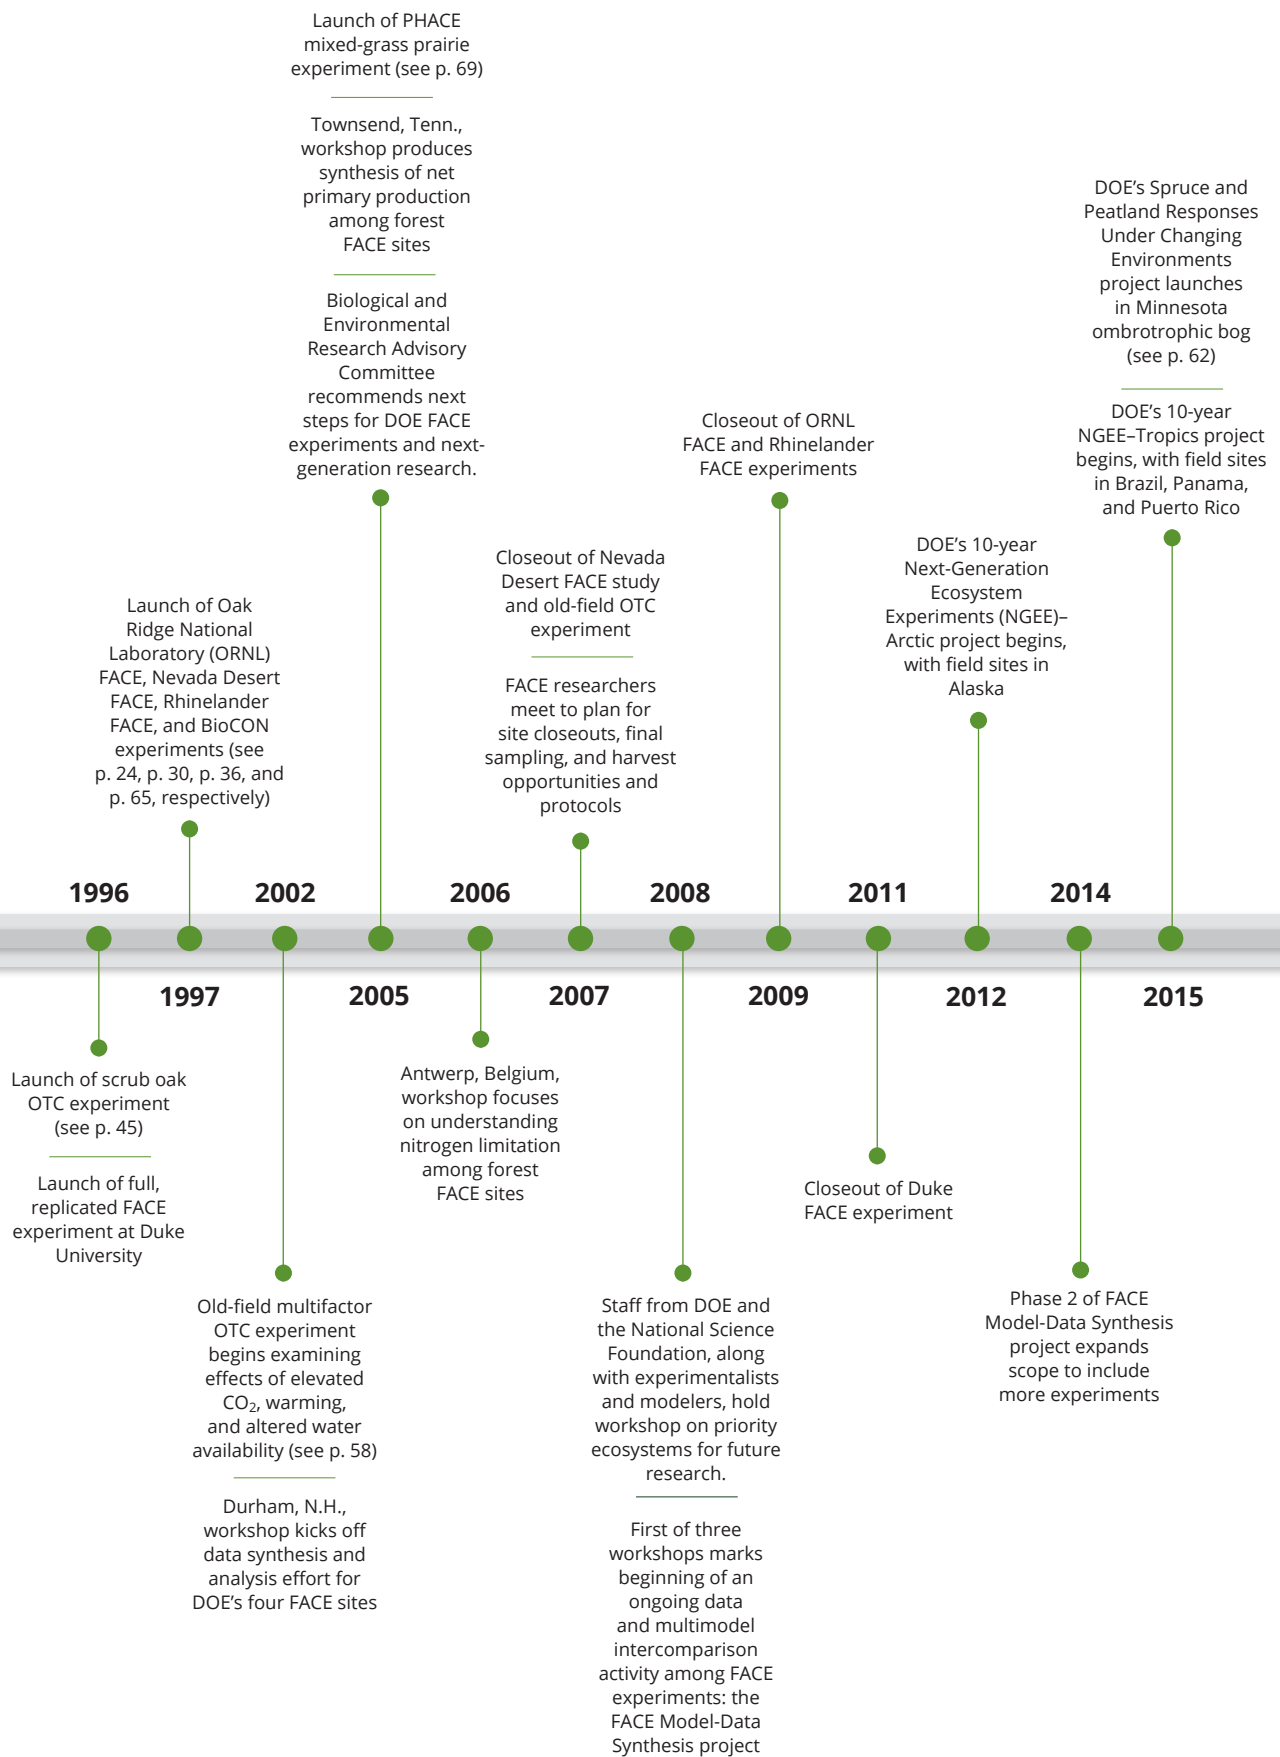 Launch of PHACE
mixed-grass prairie
experiment (see p. 69)
Townsend, Tenn.,
workshop produces
synthesis of net
primary production
among forest
FACE sites
Biological and
Environmental
Research Advisory
Committee
recommends next
steps for DOE FACE
experiments and next-
generation research.
DOE’s Spruce and
Peatland Responses
Under Changing
Environments
project launches
in Minnesota
ombrotrophic bog
(see p. 62)
DOE’s 10-year
NGEE–Tropics project
begins, with field sites
in Brazil, Panama,
and Puerto Rico
Closeout of ORNL
FACE and Rhinelander
FACE experiments
DOE’s 10-year
Next-Generation
Ecosystem
Experiments (NGEE)–
Arctic project begins,
with field sites in
Alaska
Closeout of Nevada
Desert FACE study
and old-field OTC
experiment
FACE researchers
meet to plan for
site closeouts, final
sampling, and harvest
opportunities and
protocols
Launch of Oak
Ridge National
Laboratory (ORNL)
FACE, Nevada Desert
FACE, Rhinelander
FACE, and BioCON
experiments (see
p. 24, p. 30, p. 36, and
p. 65, respectively)
1996
2002
2006
2008
2011
2014
1997
2005
2007
2009
2012
2015
Launch of scrub oak
OTC experiment
(see p. 45)
Launch of full,
replicated FACE
experiment at Duke
University
Old-field multifactor
OTC experiment
begins examining
effects of elevated
CO₂, warming,
and altered water
availability (see p. 58)
Durham, N.H.,
workshop kicks off
data synthesis and
analysis effort for
DOE’s four FACE sites
Antwerp, Belgium,
workshop focuses
on understanding
nitrogen limitation
among forest
FACE sites
Staff from DOE and
the National Science
Foundation, along
with experimentalists
and modelers, hold
workshop on priority
ecosystems for future
research.
First of three
workshops marks
beginning of an
ongoing data
and multimodel
intercomparison
activity among FACE
experiments: the
FACE Model-Data
Synthesis project
Closeout of Duke
FACE experiment
Phase 2 of FACE
Model-Data Synthesis
project expands
scope to include
more experiments